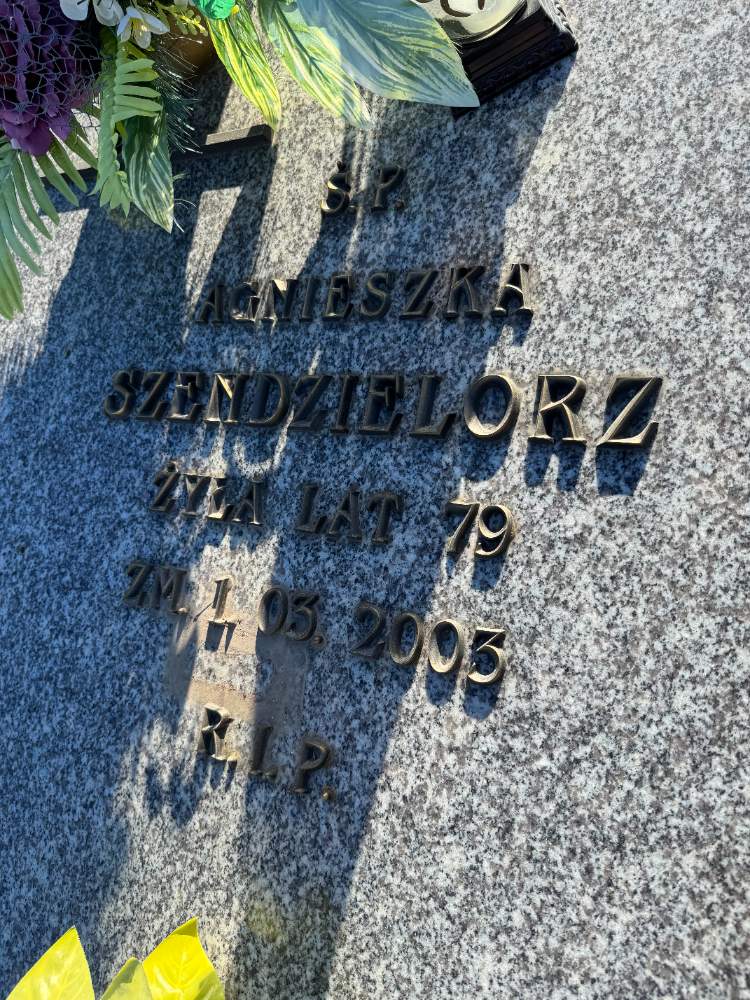 Ś.P.
AGNIESZKA
SZENDZIELORZ
ŻYŁA LAT 79
ZM. 1 03. 2003
R.I.P.